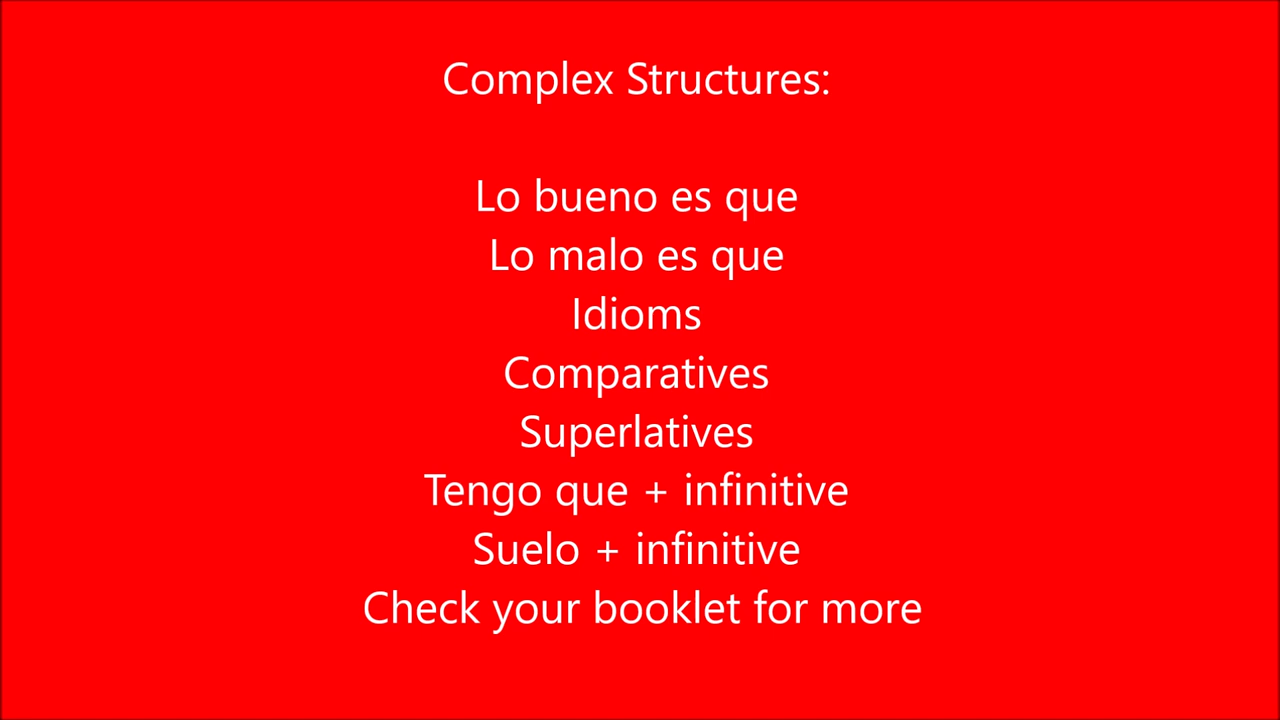 Complex Structures:
Lo bueno es que
Lo malo es que
Idioms
Comparatives
Superlatives
Tengo que + infinitive
Suelo + infinitive
Check your booklet for more